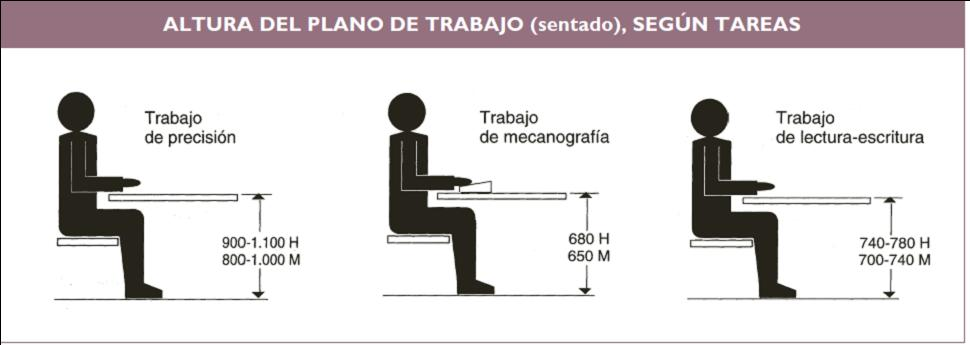 ALTURA DEL PLANO DE TRABAJO (sentado), SEGÚN TAREAS
Trabajo
de precisión
900-1.100 H
800-1.000 M
Trabajo
de mecanografía
680 H
650 M
Trabajo
de lectura-escritura
740-780 H
700-740 M